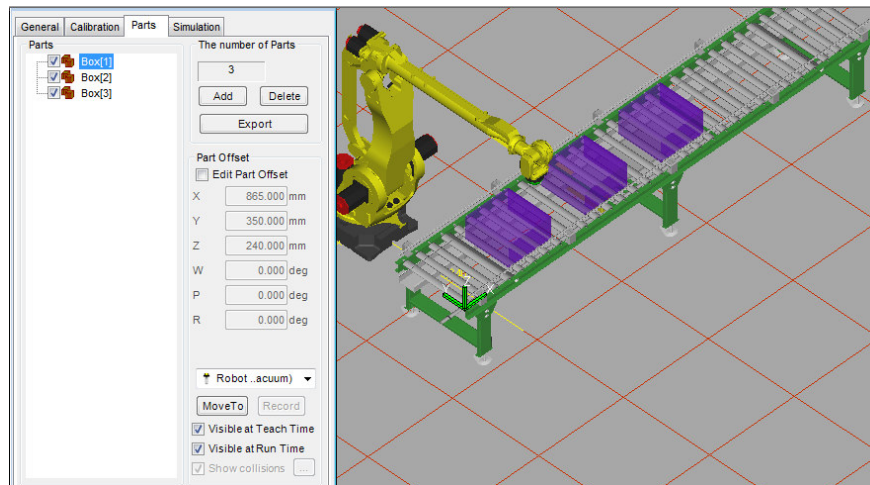 General Calibration Parts Simulation
Parts
Box[1]
Box[2]
Box[3]
The number of Parts
3
Add Delete
Export
Part Offset
Edit Part Offset
X 865.000 mm
Y 350.000 mm
Z 240.000 mm
W 0.000 deg
P 0.000 deg
R 0.000 deg
Robot ..acuum)
MoveTo Record
Visible at Teach Time
Visible at Run Time
Show collisions ...
Z
Y X